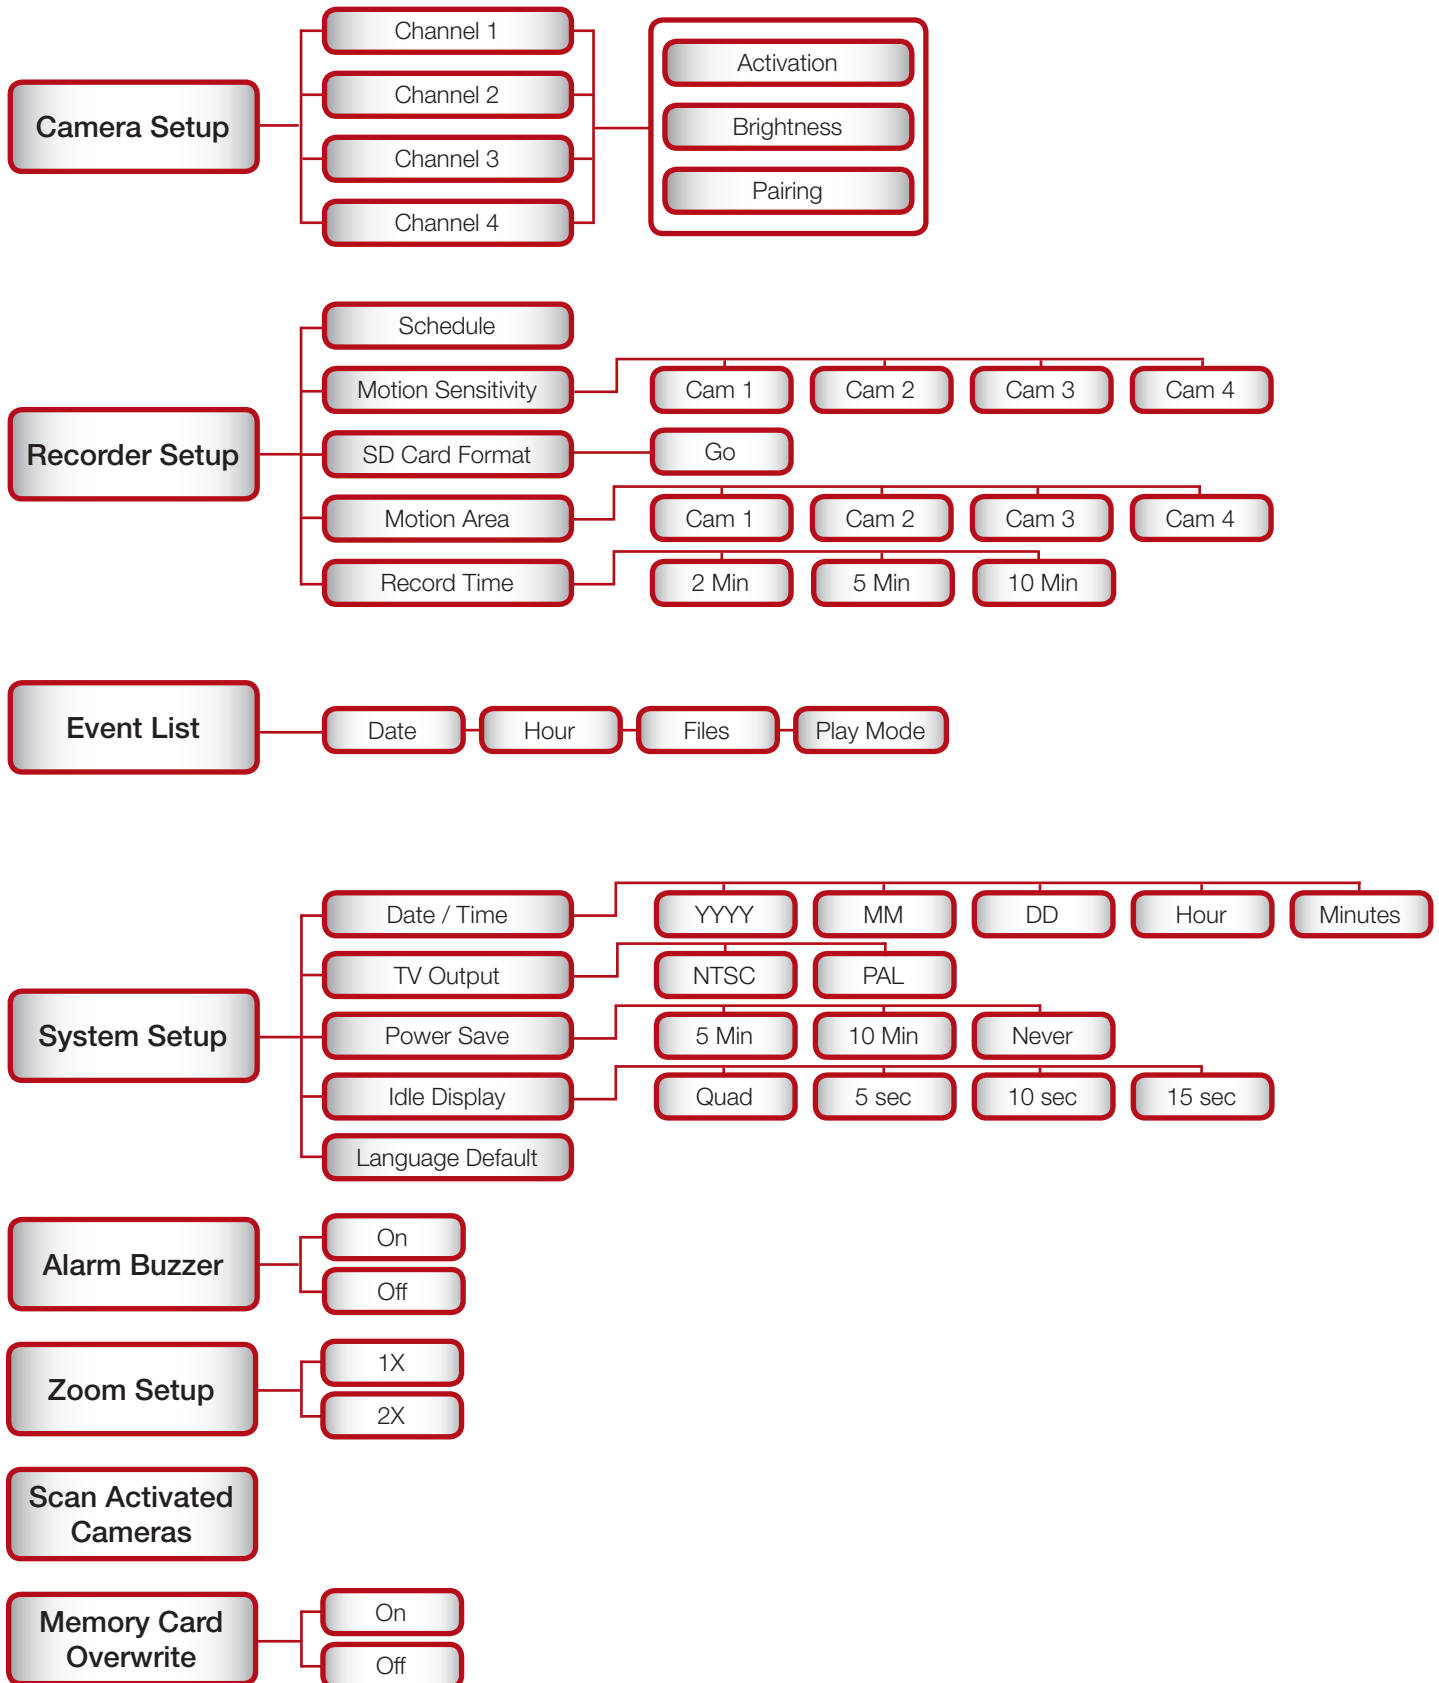 Camera Setup
Channel 1
Channel 2
Channel 3
Channel 4
Activation
Brightness
Pairing
Recorder Setup
Schedule
Motion Sensitivity
Cam 1
Cam 2
Cam 3
Cam 4
SD Card Format
Go
Motion Area
Cam 1
Cam 2
Cam 3
Cam 4
Record Time
2 Min
5 Min
10 Min
Event List
Date
Hour
Files
Play Mode
System Setup
Date / Time
YYYY
MM
DD
Hour
Minutes
TV Output
NTSC
PAL
Power Save
5 Min
10 Min
Never
Idle Display
Quad
5 sec
10 sec
15 sec
Language Default
Alarm Buzzer
On
Off
Zoom Setup
1X
2X
Scan Activated
Cameras
Memory Card
Overwrite
On
Off